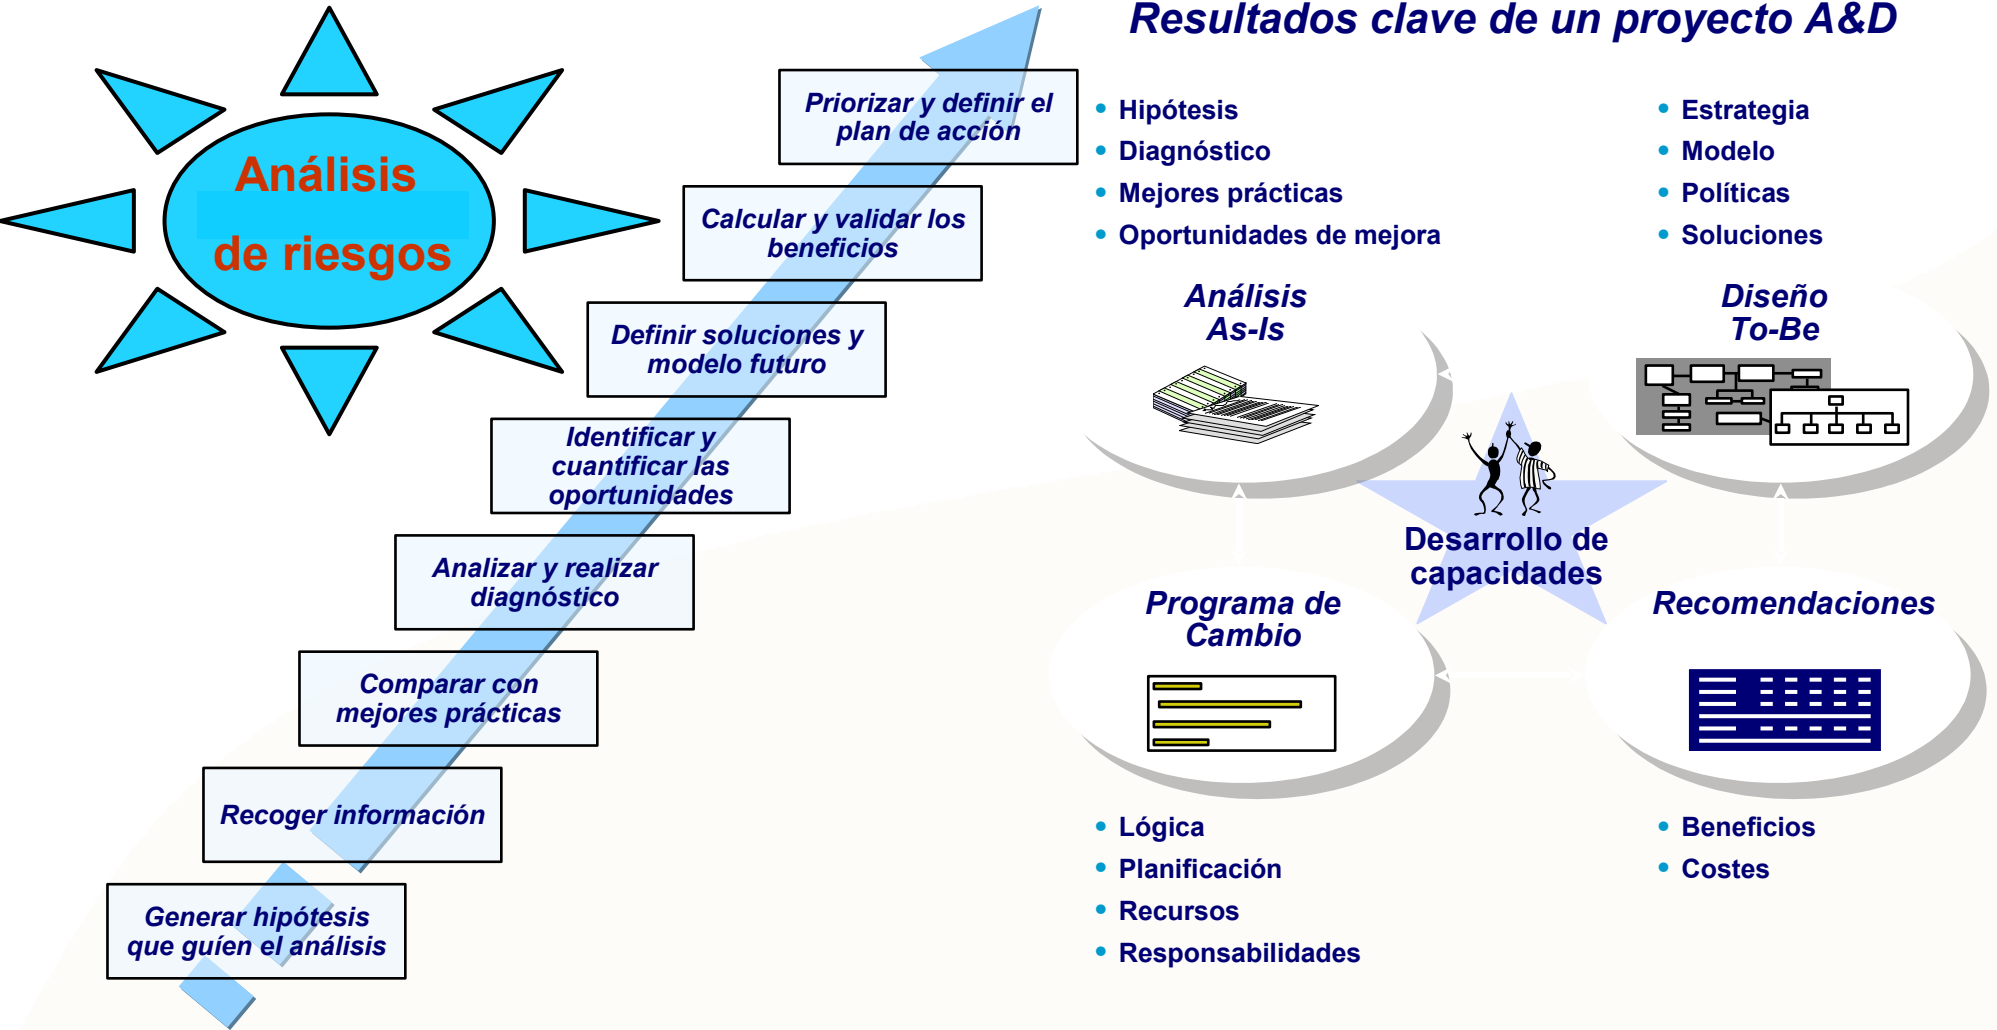 Resultados clave de un proyecto A&D
Análisis
de riesgos
Priorizar y definir el
plan de acción
Calcular y validar los
beneficios
Definir soluciones y
modelo futuro
Identificar y
cuantificar las
oportunidades
Analizar y realizar
diagnóstico
Comparar con
mejores prácticas
Recoger información
Generar hipótesis
que guíen el análisis
Hipótesis
Diagnóstico
Mejores prácticas
Oportunidades de mejora
Análisis
As-Is
Estrategia
Modelo
Políticas
Soluciones
Diseño
To-Be
Desarrollo de
capacidades
Programa de
Cambio
Lógica
Planificación
Recursos
Responsabilidades
Recomendaciones
Beneficios
Costes